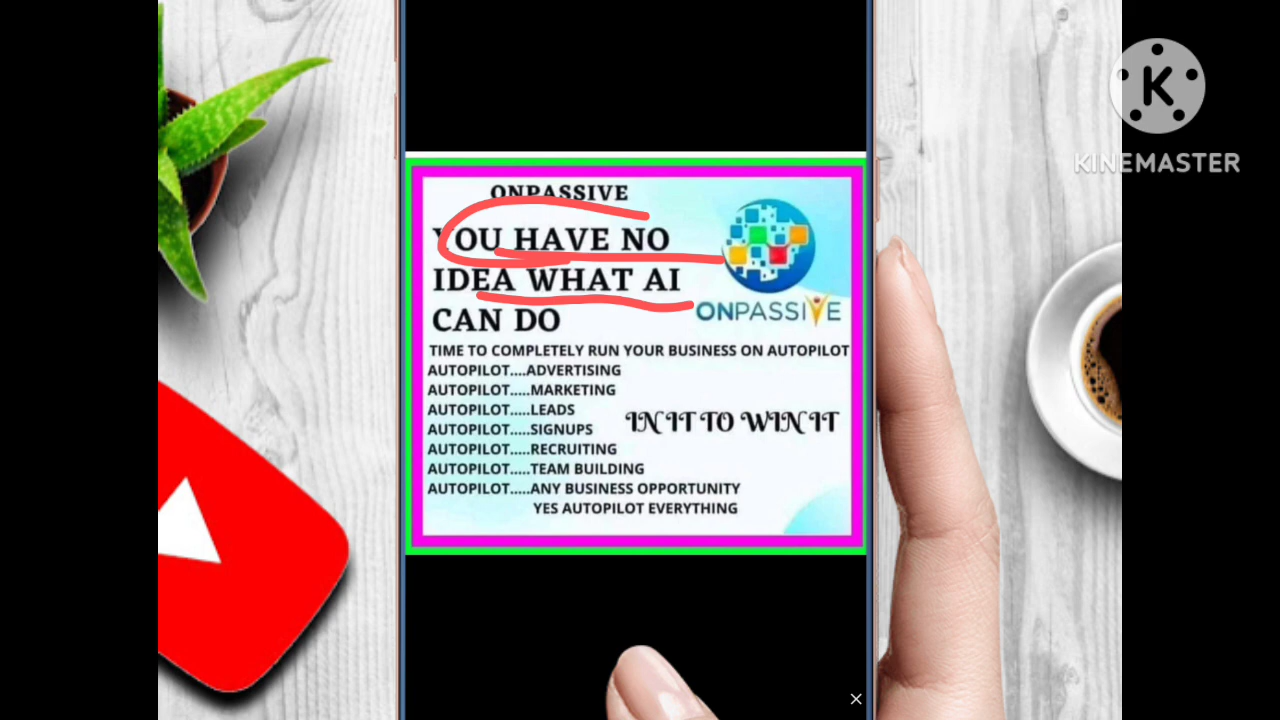 K
KINEMASTER
ONPASSIVE
YOU HAVE NO
IDEA WHAT AI
CAN DO
ONPASSIVE
TIME TO COMPLETELY RUN YOUR BUSINESS ON AUTOPILOT
AUTOPILOT....ADVERTISING
AUTOPILOT.....MARKETING
AUTOPILOT.....LEADS
AUTOPILOT.....SIGNUPS
IN IT TO WIN IT
AUTOPILOT.....RECRUITING
AUTOPILOT.....TEAM BUILDING
AUTOPILOT.....ANY BUSINESS OPPORTUNITY
YES AUTOPILOT EVERYTHING